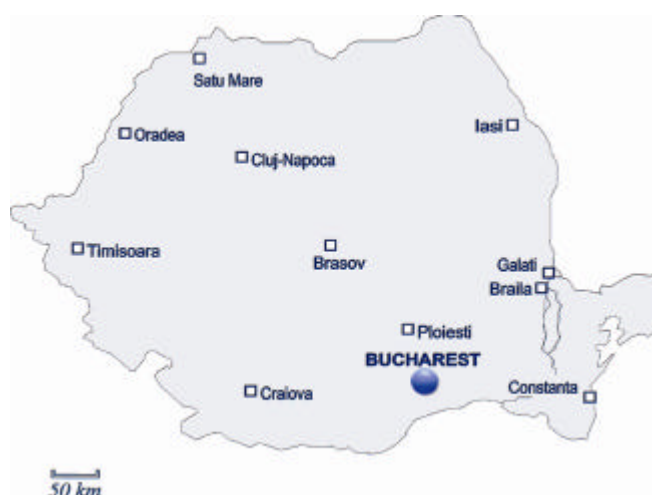 Satu Mare
Iasi
Oradea
Cluj-Napoca
Timisoara
Brasov
Galati
Braila
Ploiesti
BUCHAREST
Constanta
Craiova
50 km